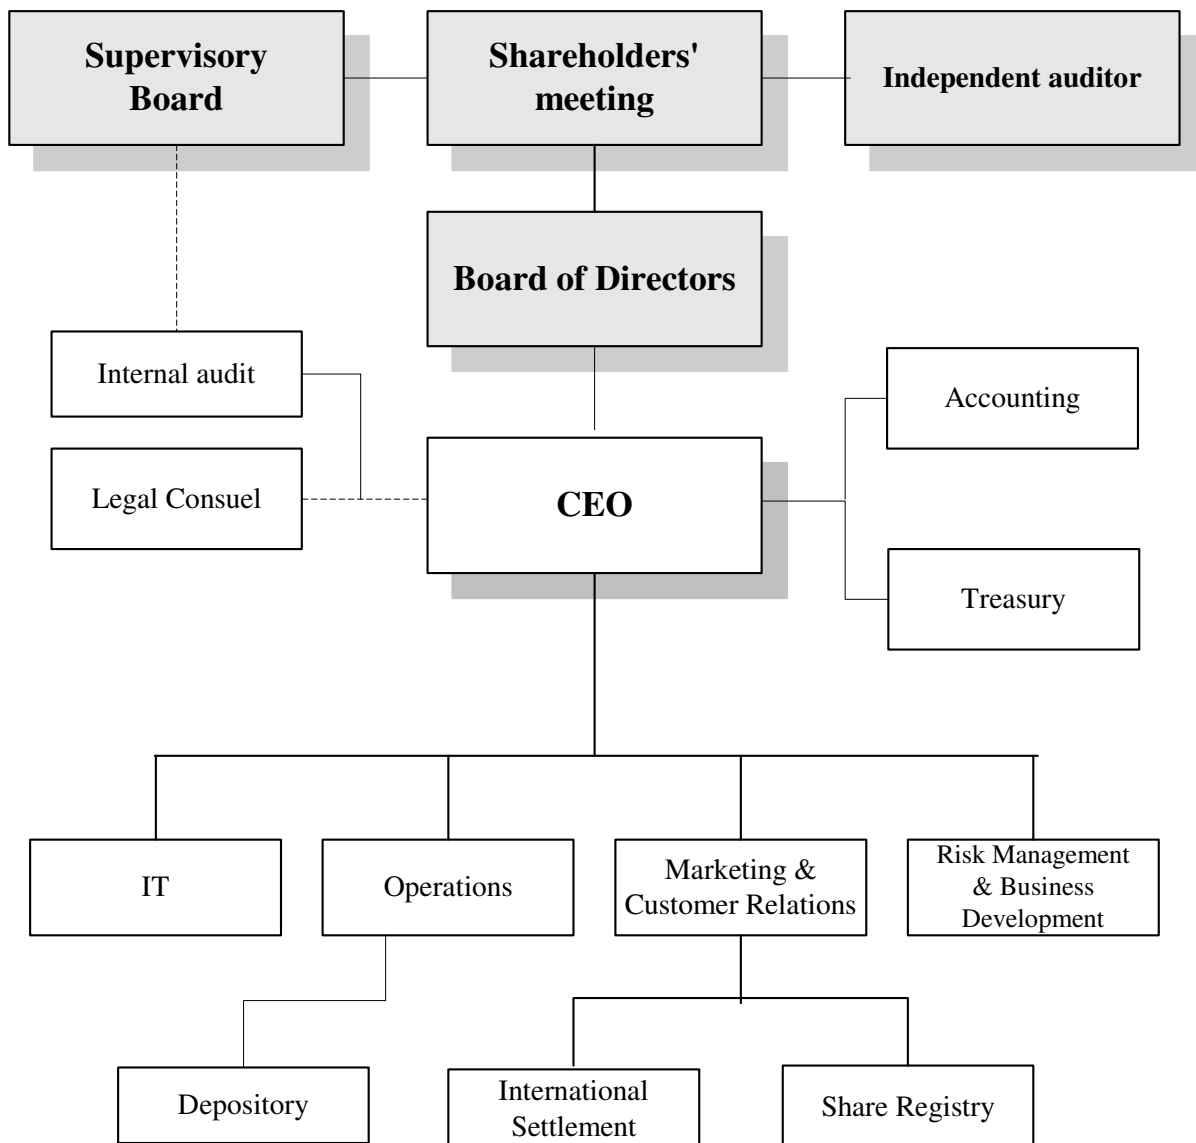 Supervisory
Board
Shareholders'
meeting
Independent auditor
Board of Directors
Internal audit
Accounting
Legal Consuel
CEO
Treasury
IT
Operations
Marketing &
Customer Relations
Risk Management
& Business
Development
Depository
International
Settlement
Share Registry